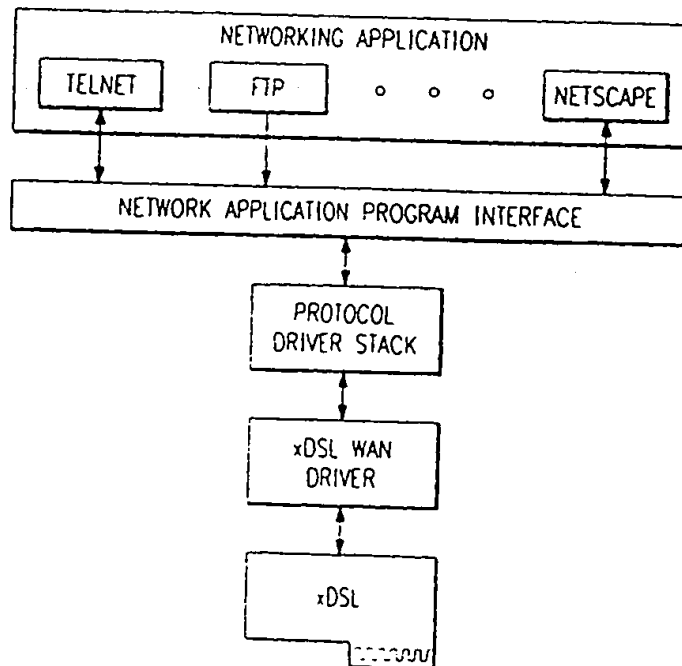 NETWORKING APPLICATION
TELNET
FTP
NETSCAPE
NETWORK APPLICATION PROGRAM INTERFACE
PROTOCOL
DRIVER STACK
xDSL WAN
DRIVER
xDSL